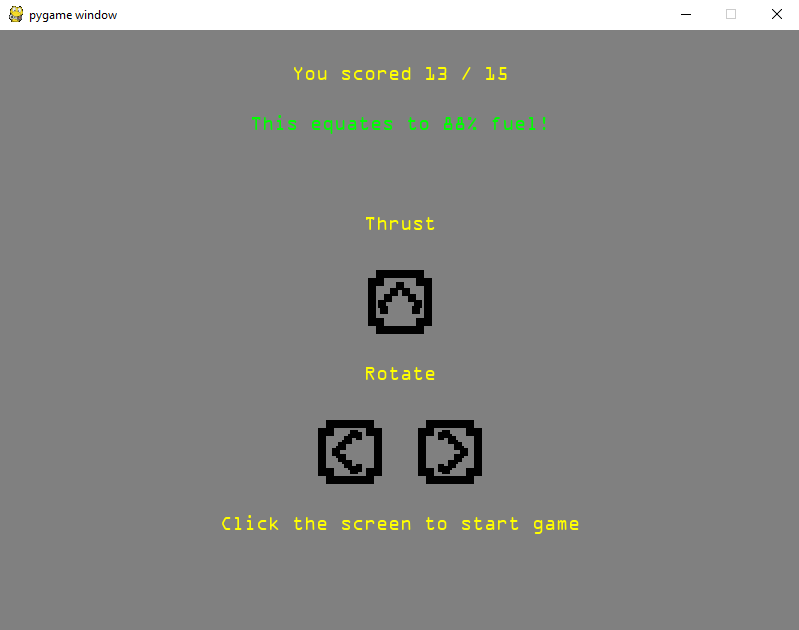 pygame window
You scored 13 / 15
This equates to 88% fuel!
Thrust
Rotate
Click the screen to start game